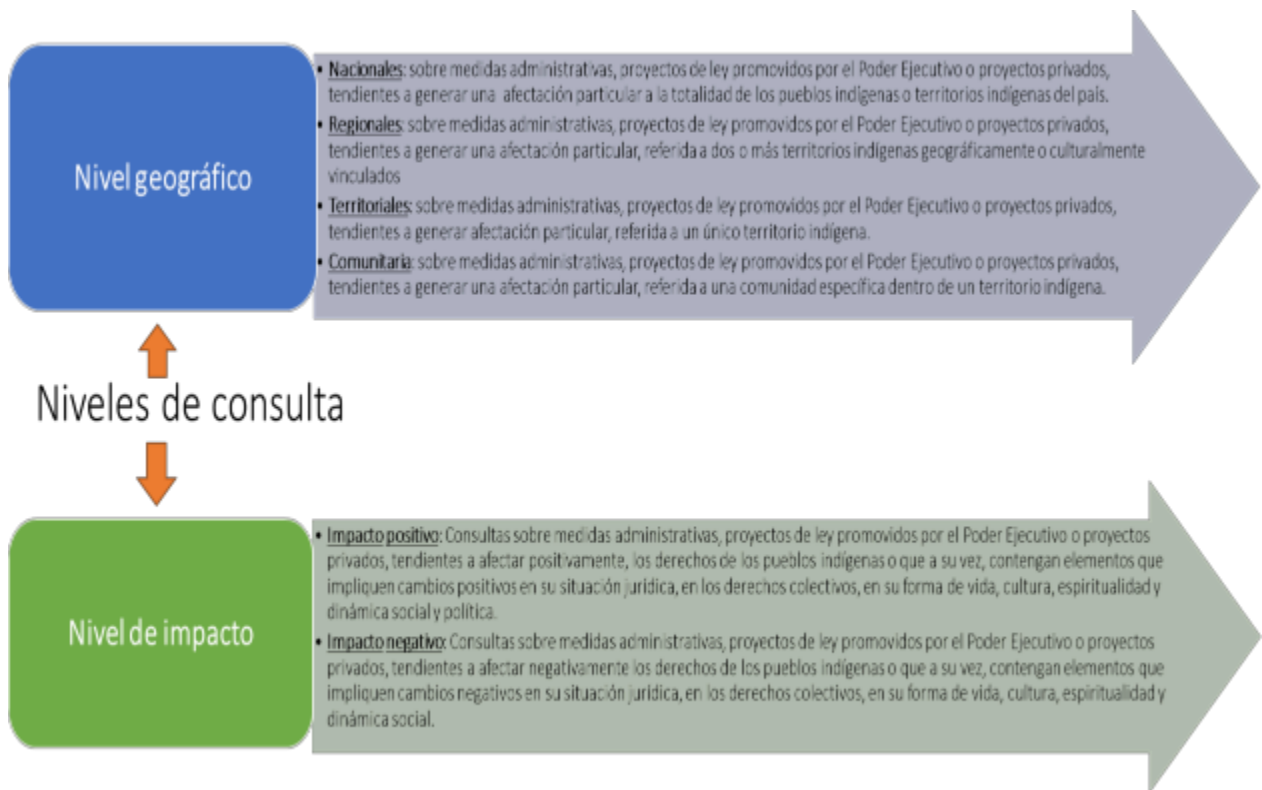 Nivel geográfico
• Nacionales: sobre medidas administrativas, proyectos de ley promovidos por el Poder Ejecutivo o proyectos privados,
tendientes a generar una afectación particular a la totalidad de los pueblos indígenas o territorios indígenas del país.
• Regionales: sobre medidas administrativas, proyectos de ley promovidos por el Poder Ejecutivo o proyectos privados,
tendientes a generar una afectación particular, referida a dos o más territorios indígenas geográficamente o culturalmente
vinculados
• Territoriales: sobre medidas administrativas, proyectos de ley promovidos por el Poder Ejecutivo o proyectos privados,
tendientes a generar afectación particular, referida a un único territorio indígena.
• Comunitaria: sobre medidas administrativas, proyectos de ley promovidos por el Poder Ejecutivo o proyectos privados,
tendientes a generar una afectación particular, referida a una comunidad específica dentro de un territorio indígena.
Niveles de consulta
Nivel de impacto
• Impacto positivo: Consultas sobre medidas administrativas, proyectos de ley promovidos por el Poder Ejecutivo o proyectos
privados, tendientes a afectar positivamente, los derechos de los pueblos indígenas o que a su vez, contengan elementos que
impliquen cambios positivos en su situación jurídica, en los derechos colectivos, en su forma de vida, cultura, espiritualidad y
dinámica social y política.
• Impacto negativo: Consultas sobre medidas administrativas, proyectos de ley promovidos por el Poder Ejecutivo o proyectos
privados, tendientes a afectar negativamente los derechos de los pueblos indígenas o que a su vez, contengan elementos que
impliquen cambios negativos en su situación jurídica, en los derechos colectivos, en su forma de vida, cultura, espiritualidad y
dinámica social.